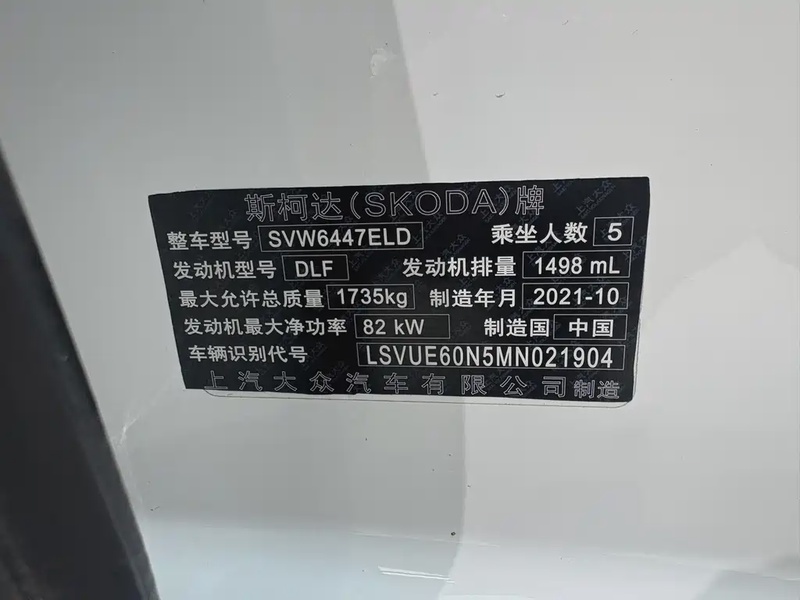 斯柯达(SKODA)牌
整车型号 SVW6447ELD 乘坐人数 5
发动机型号 DLF 发动机排量 1498 mL
最大允许总质量 1735kg 制造年月 2021-10
发动机最大净功率 82 kW 制造国 中国
车辆识别代号 LSVUE60N5MN021904
上汽大众汽车有限公司制造